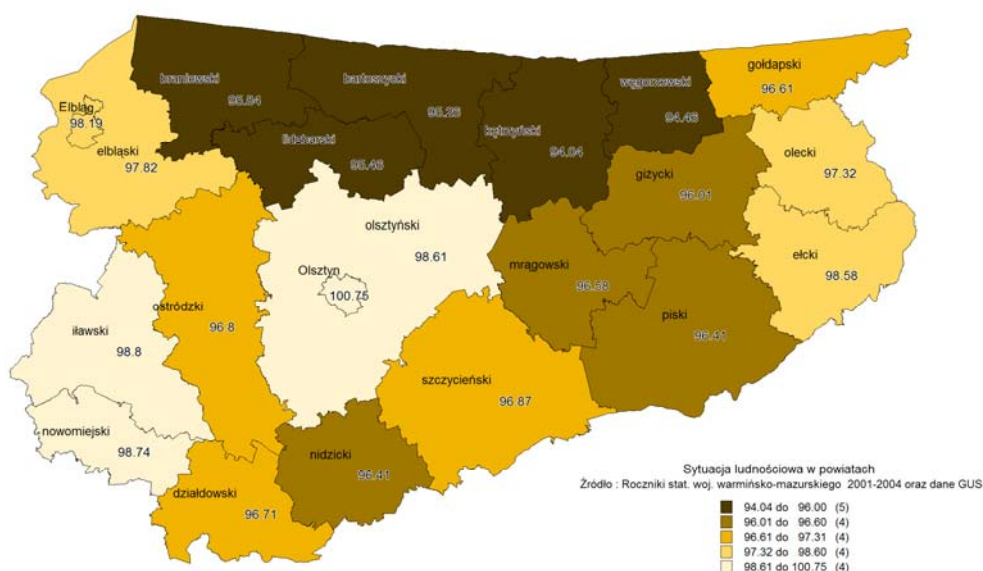 braniowski
95.84
bartoszycki
95.26
lidzbarski
95.46
kętrzyński
94.04
węgorzewski
94.46
gołdapski
96.61
Elbląg
98.19
elbląski
97.82
olecki
97.32
giżycki
96.01
ełcki
98.58
olsztyński
98.61
Olsztyn
100.75
mrągowski
96.58
piski
96.41
ostródzki
96.8
iławski
98.8
szczycieński
96.87
nowomiejski
98.74
nidzicki
96.41
działdowski
96.71
Sytuacja ludnościowa w powiatach
Źródło : Roczniki stat. woj. warmińsko-mazurskiego 2001-2004 oraz dane GUS
94.04 do 96.00 (5)
96.01 do 96.60 (4)
96.61 do 97.31 (4)
97.32 do 98.60 (4)
98.61 do 100.75 (4)